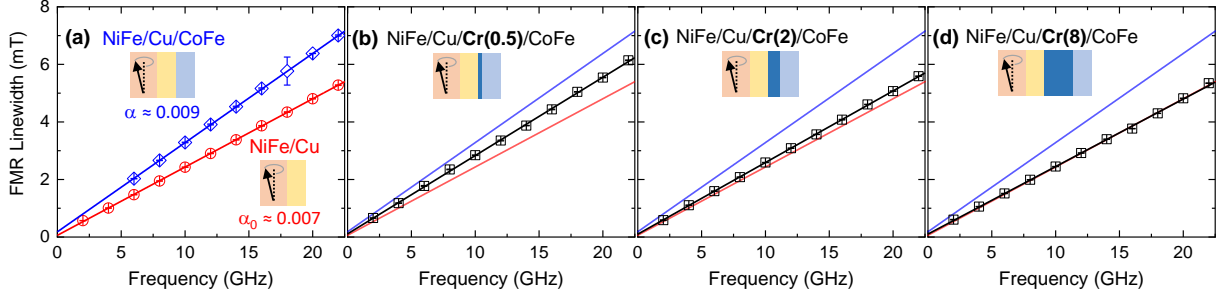 (a) NiFe/Cu/CoFe
α ≈ 0.009
NiFe/Cu
α₀ ≈ 0.007
(b) NiFe/Cu/Cr(0.5)/CoFe
(c) NiFe/Cu/Cr(2)/CoFe
(d) NiFe/Cu/Cr(8)/CoFe
FMR Linewidth (mT)
0
2
4
6
8
0 5 10 15 20
0 5 10 15 20
0 5 10 15 20
0 5 10 15 20
Frequency (GHz)
Frequency (GHz)
Frequency (GHz)
Frequency (GHz)